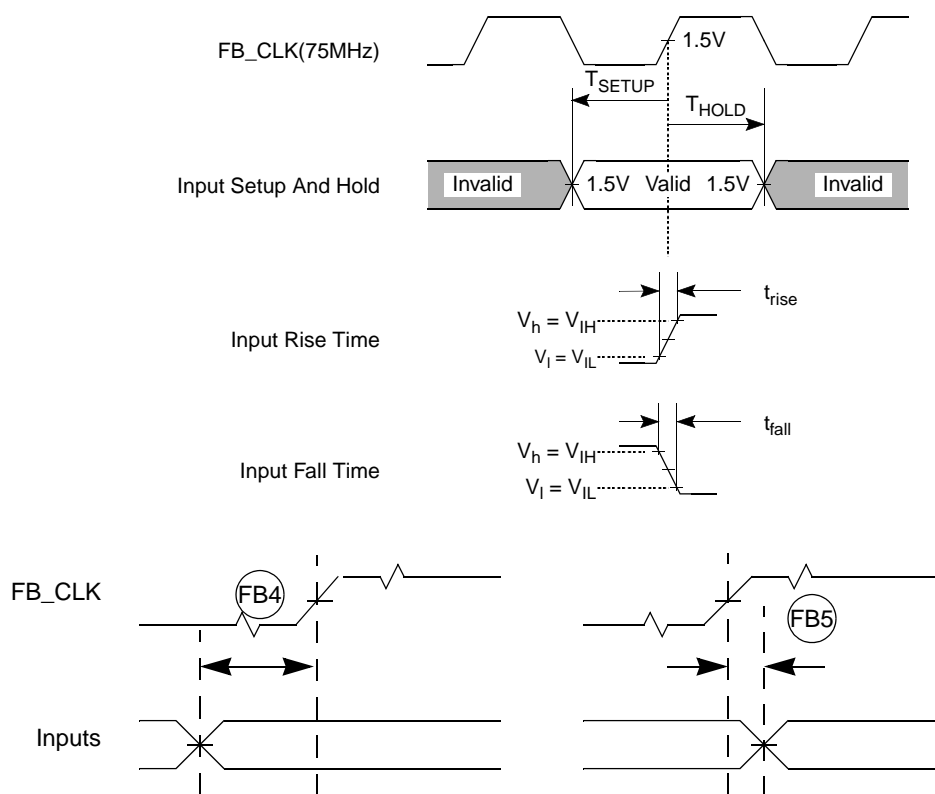 FB_CLK(75MHz)
1.5V
TSETUP
THOLD
Input Setup And Hold
Invalid
1.5V Valid 1.5V
Invalid
trise
Input Rise Time
Vh = VIH
Vl = VIL
tfall
Input Fall Time
Vh = VIH
Vl = VIL
FB_CLK
FB4
FB5
Inputs